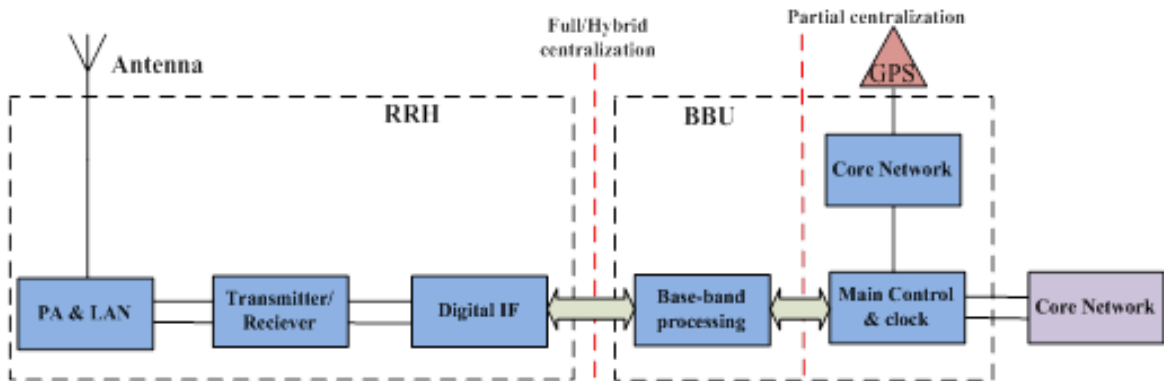 Full/Hybrid
centralization
Partial centralization
Antenna
GPS
RRH
BBU
Core Network
PA & LAN
Transmitter/
Reciever
Digital IF
Base-band
processing
Main Control
& clock
Core Network